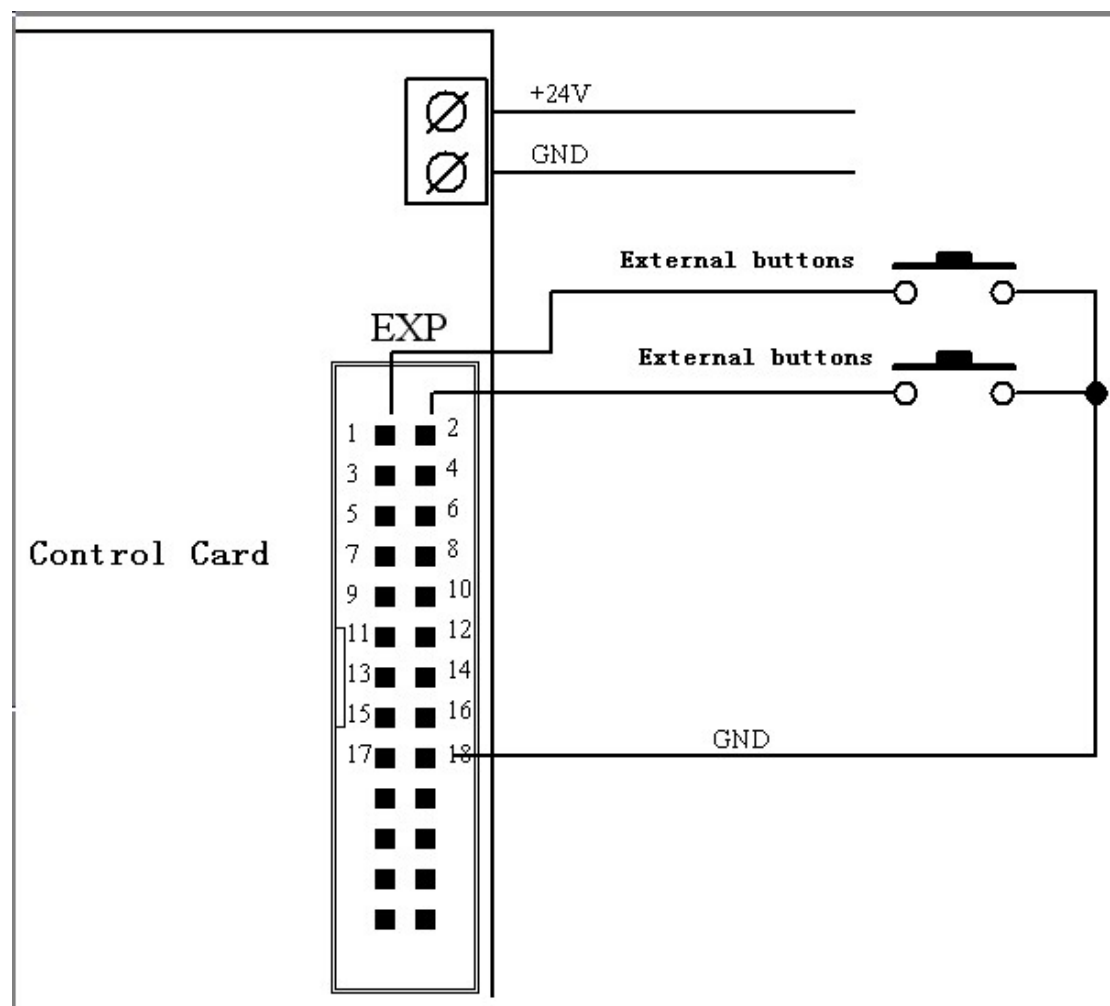 +24V
GND
External buttons
EXP
External buttons
1 2
3 4
5 6
7 8
9 10
Control Card
11 12
13 14
15 16
17 18
GND